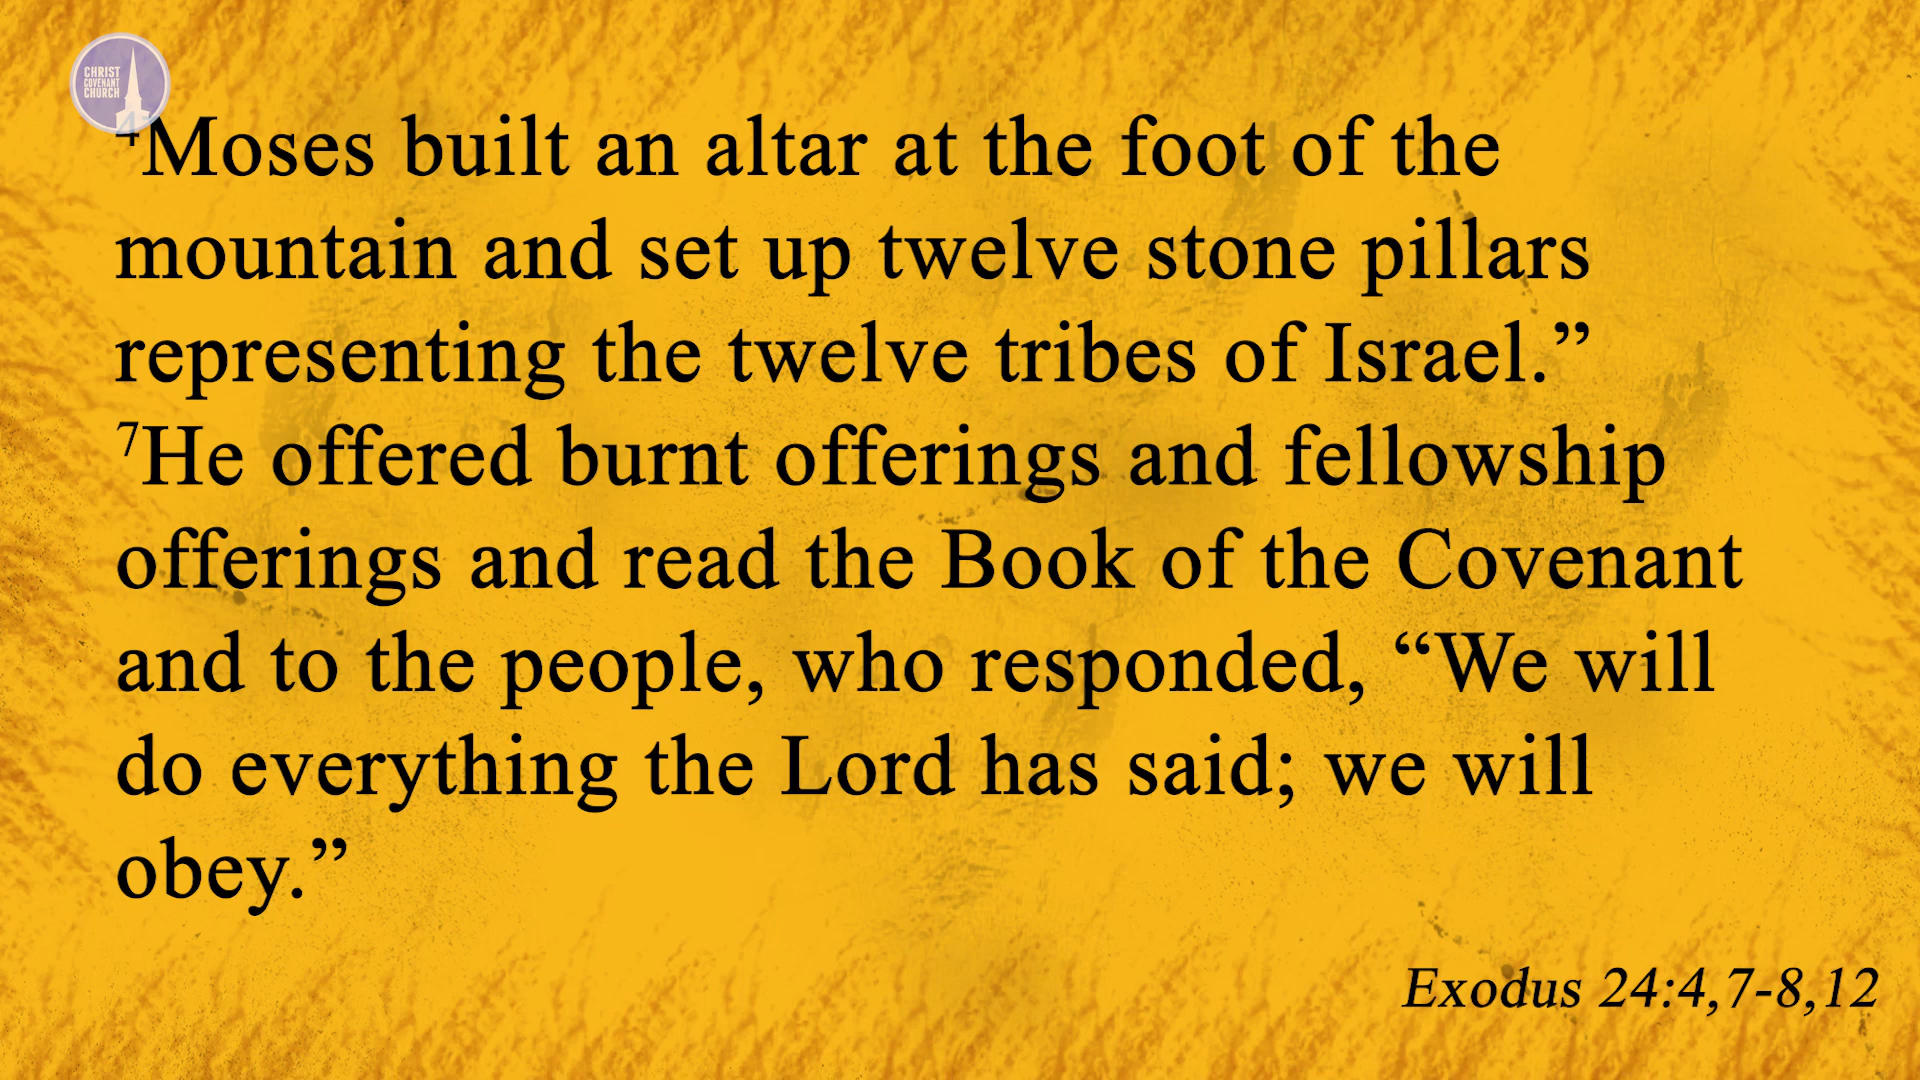 CHRIST
COVENANT
CHURCH
⁴Moses built an altar at the foot of the
mountain and set up twelve stone pillars
representing the twelve tribes of Israel.”
⁷He offered burnt offerings and fellowship
offerings and read the Book of the Covenant
and to the people, who responded, “We will
do everything the Lord has said; we will
obey.”
Exodus 24:4,7-8,12